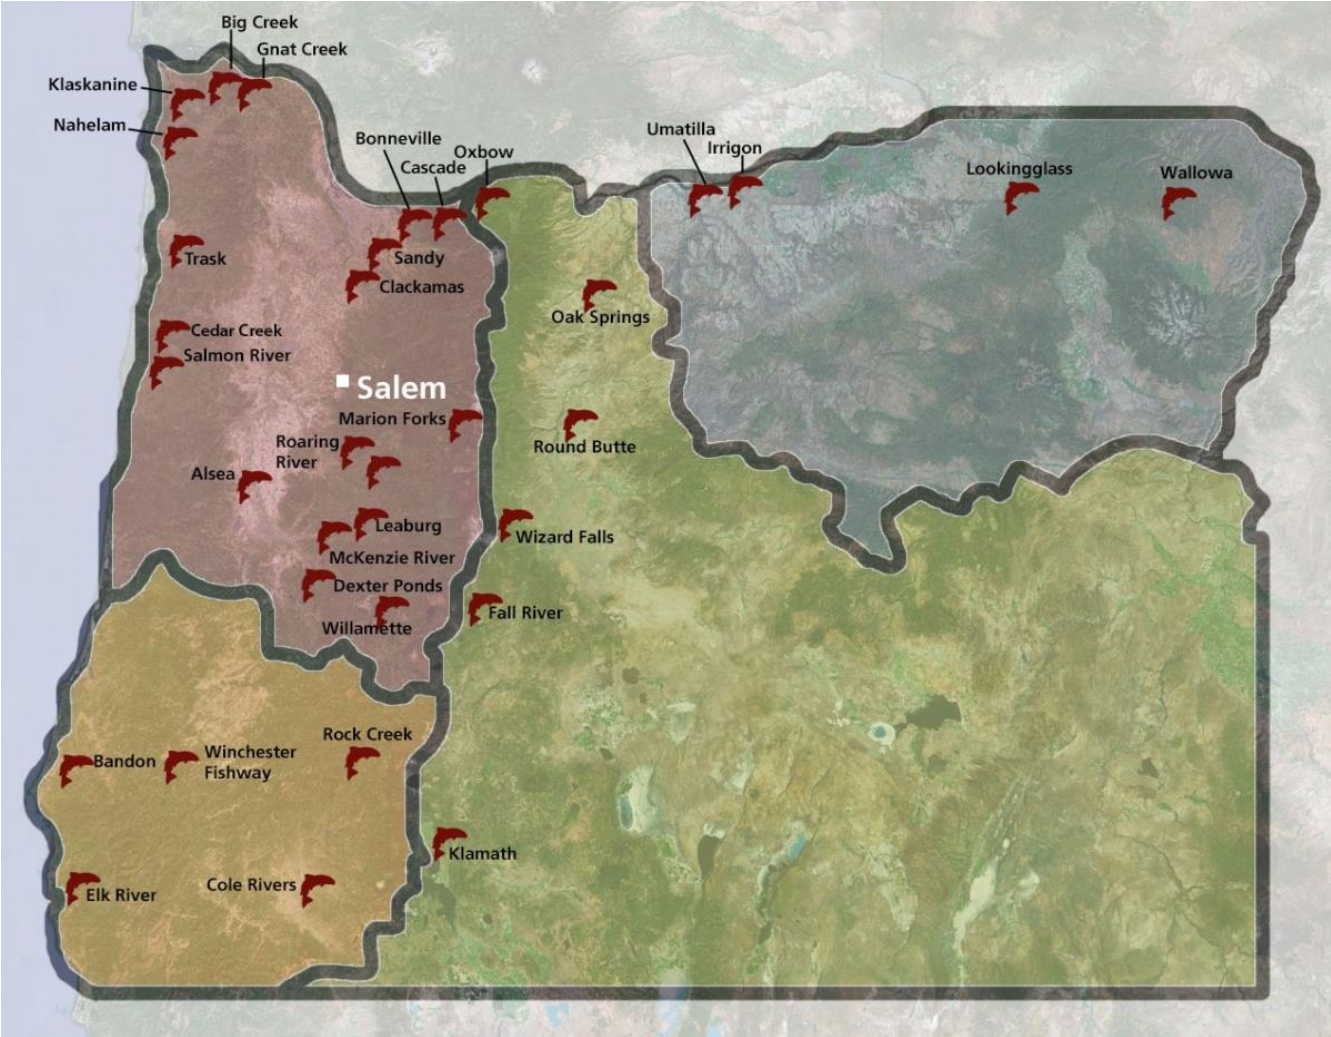 Big Creek
Gnat Creek
Klaskanine
Nahelam
Bonneville
Cascade
Oxbow
Umatilla
Irrigon
Lookingglass
Wallowa
Trask
Sandy
Clackamas
Oak Springs
Cedar Creek
Salmon River
Salem
Marion Forks
Roaring
River
Round Butte
Alsea
Leaburg
Wizard Falls
McKenzie River
Dexter Ponds
Fall River
Willamette
Rock Creek
Bandon
Winchester
Fishway
Klamath
Elk River
Cole Rivers